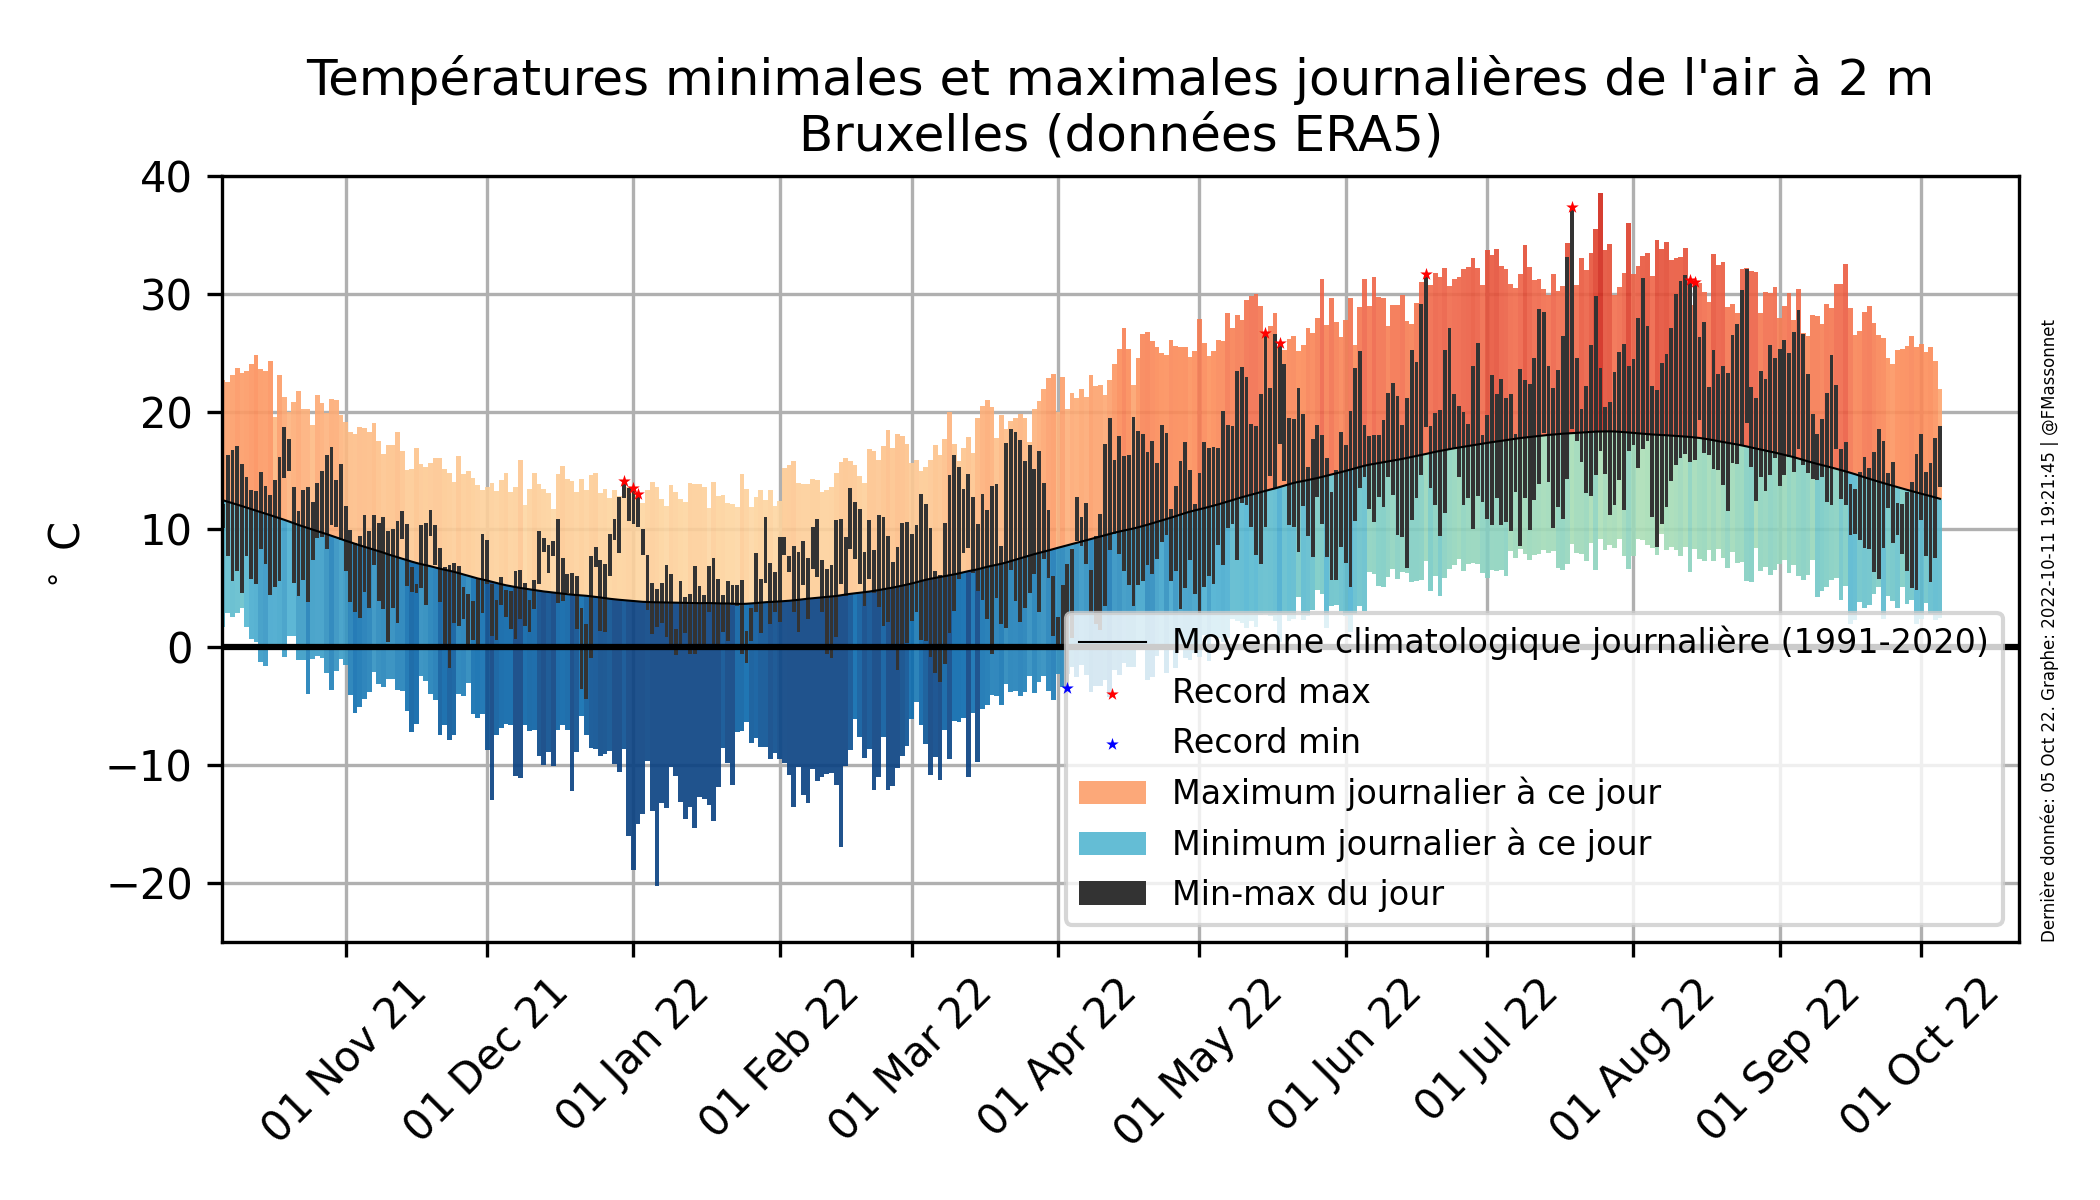 Températures minimales et maximales journalières de l'air à 2 m
Bruxelles (données ERA5)
40
30
20
10
0
−10
−20
° C
Moyenne climatologique journalière (1991-2020)
Record max
Record min
Maximum journalier à ce jour
Minimum journalier à ce jour
Min-max du jour
01 Nov 21
01 Dec 21
01 Jan 22
01 Feb 22
01 Mar 22
01 Apr 22
01 May 22
01 Jun 22
01 Jul 22
01 Aug 22
01 Sep 22
01 Oct 22
Dernière donnée: 05 Oct 22. Graphe: 2022-10-11 19:21:45 | @FMassonnet